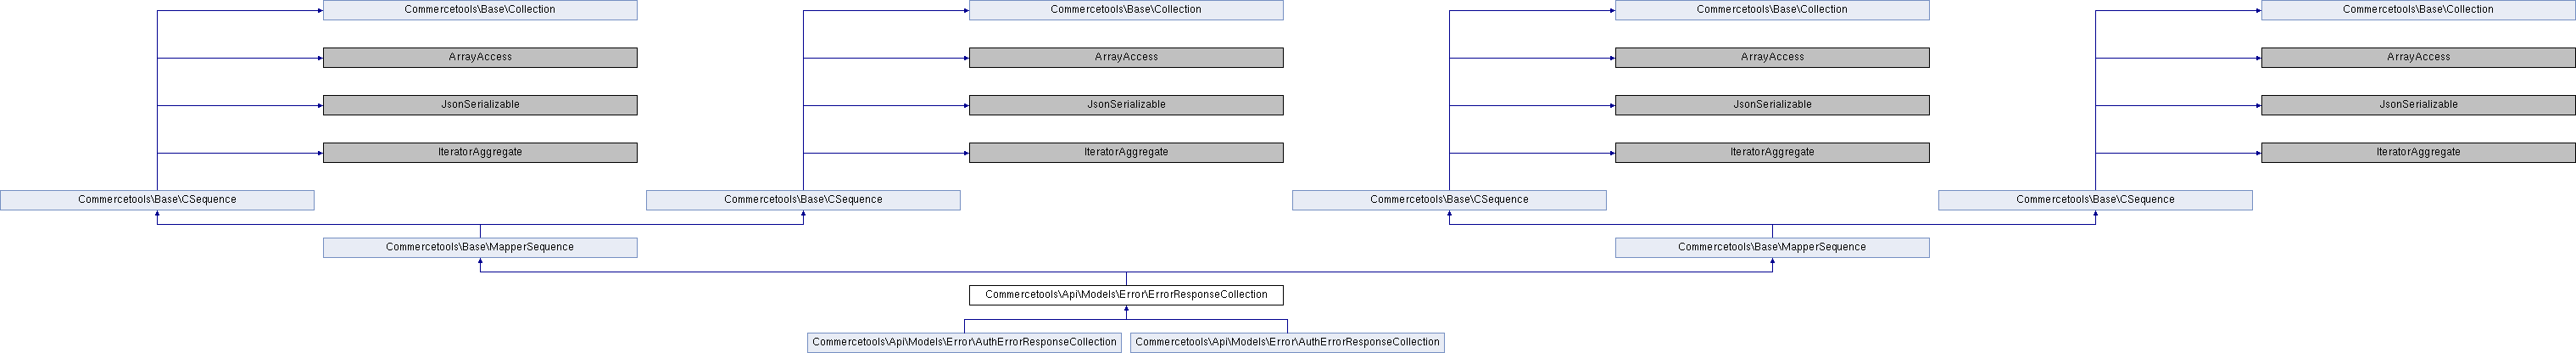 Commercetools\Base\Collection
Commercetools\Base\Collection
Commercetools\Base\Collection
Commercetools\Base\Collection
ArrayAccess
ArrayAccess
ArrayAccess
ArrayAccess
JsonSerializable
JsonSerializable
JsonSerializable
JsonSerializable
IteratorAggregate
IteratorAggregate
IteratorAggregate
IteratorAggregate
Commercetools\Base\CSequence
Commercetools\Base\CSequence
Commercetools\Base\CSequence
Commercetools\Base\CSequence
Commercetools\Base\MapperSequence
Commercetools\Base\MapperSequence
Commercetools\Api\Models\Error\ErrorResponseCollection
Commercetools\Api\Models\Error\AuthErrorResponseCollection
Commercetools\Api\Models\Error\AuthErrorResponseCollection